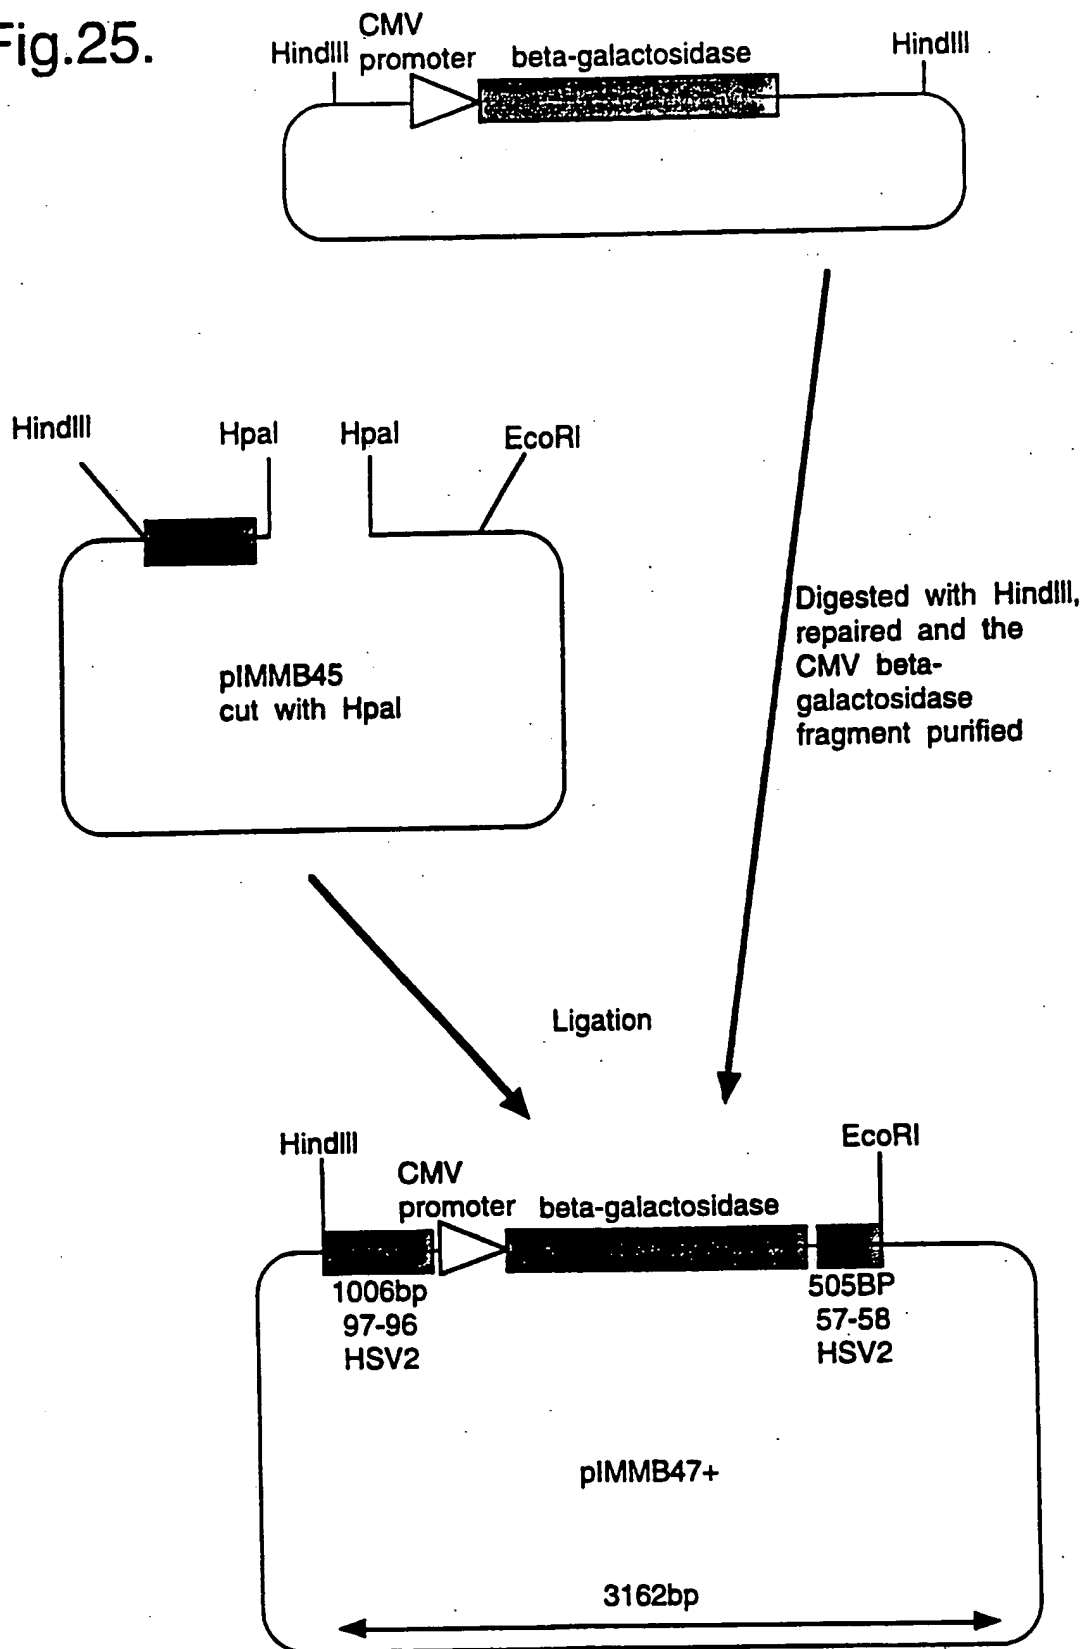 Fig.25.
HindIII
CMV
promoter
beta-galactosidase
HindIII
HindIII
HpaI
HpaI
EcoRI
pIMMB45
cut with HpaI
Digested with HindIII,
repaired and the
CMV beta-
galactosidase
fragment purified
Ligation
HindIII
CMV
promoter
beta-galactosidase
EcoRI
1006bp
97-96
HSV2
505BP
57-58
HSV2
pIMMB47+
3162bp